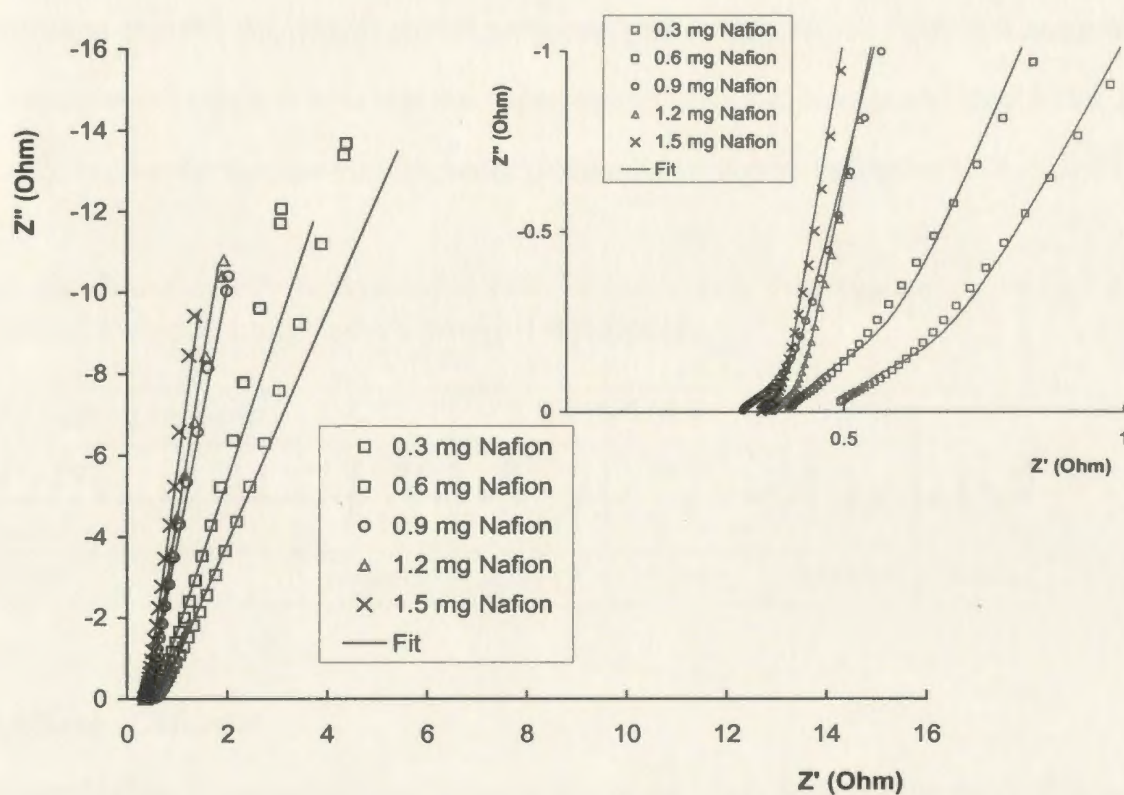 -16
-14
-12
-10
-8
-6
-4
-2
0
Z" (Ohm)
0 2 4 6 8 10 12 14 16
Z' (Ohm)
0.3 mg Nafion
0.6 mg Nafion
0.9 mg Nafion
1.2 mg Nafion
1.5 mg Nafion
Fit
-1
-0.5
0
Z" (Ohm)
0.5 1
Z' (Ohm)
0.3 mg Nafion
0.6 mg Nafion
0.9 mg Nafion
1.2 mg Nafion
1.5 mg Nafion
Fit